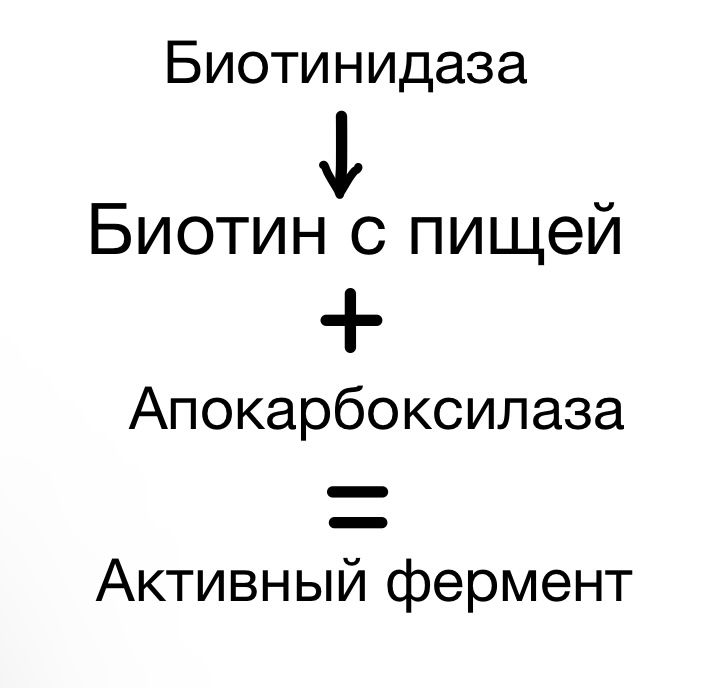 Биотинидаза
Биотин с пищей
+
Апокарбоксилаза
=
Активный фермент